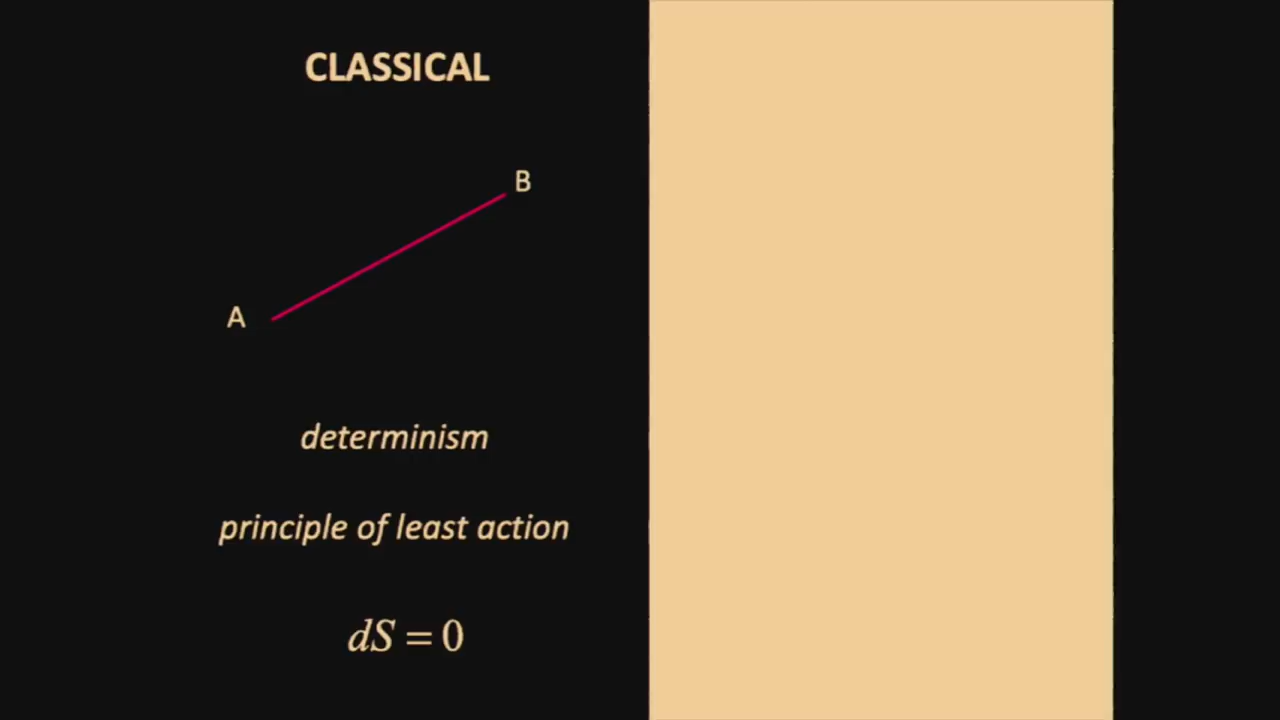 CLASSICAL
B
A
determinism
principle of least action
dS = 0